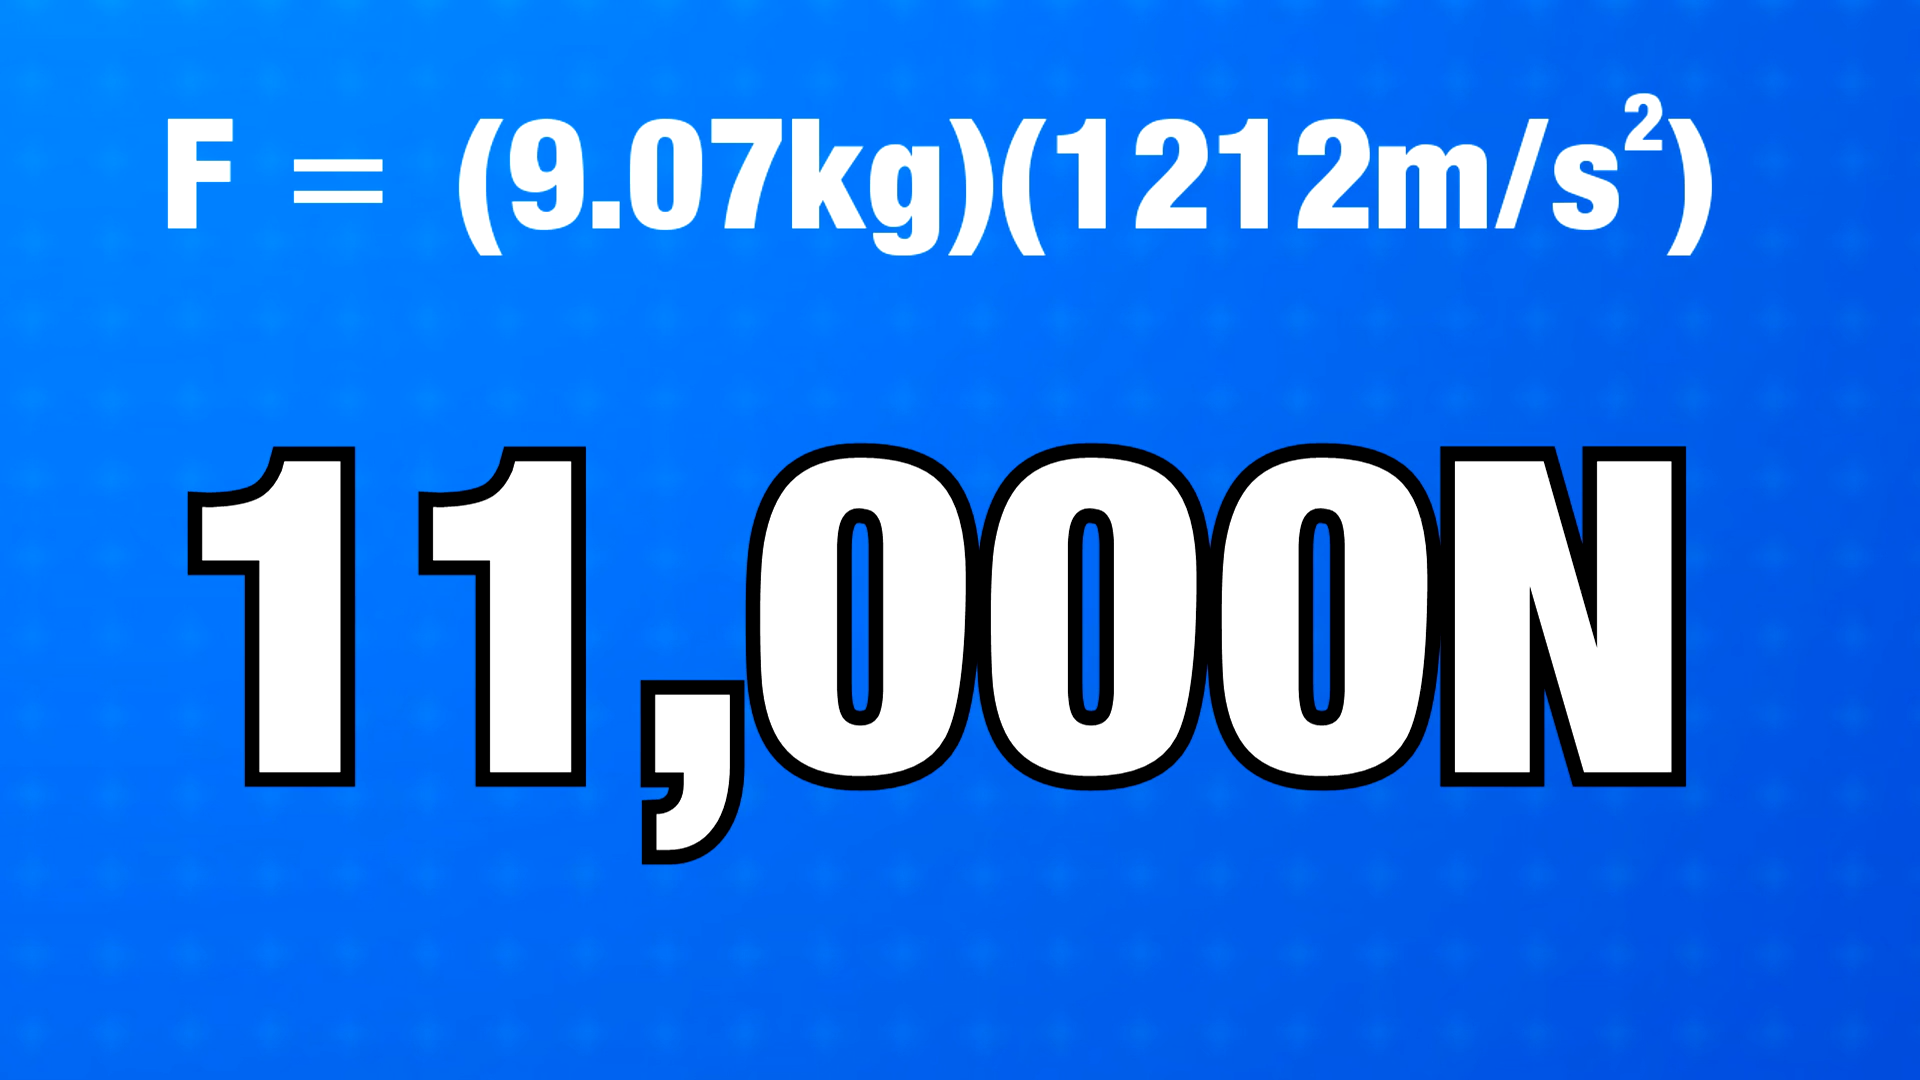 F = (9.07kg)(1212m/s²)
11,000N